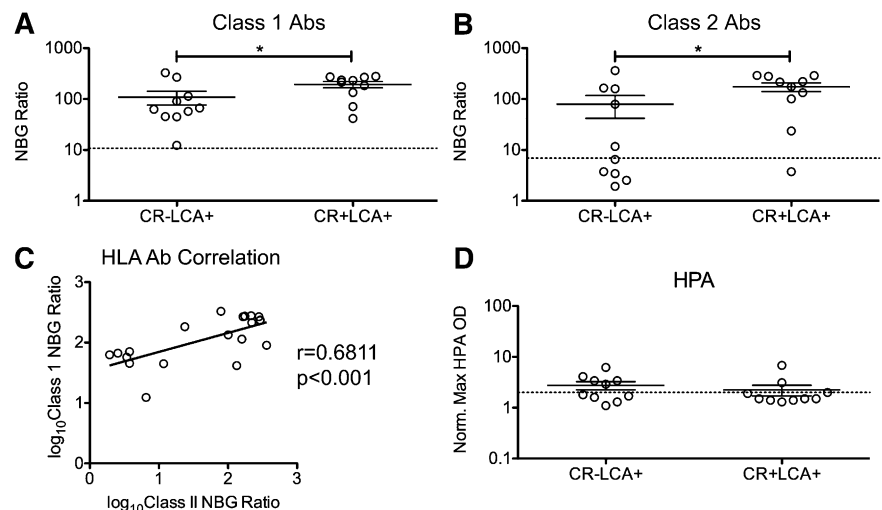 A
Class 1 Abs
*
NBG Ratio
1000
100
10
1
CR-LCA+
CR+LCA+
B
Class 2 Abs
*
NBG Ratio
1000
100
10
1
CR-LCA+
CR+LCA+
C
HLA Ab Correlation
log10Class 1 NBG Ratio
3
2
1
0
0 1 2 3
log10Class II NBG Ratio
r=0.6811
p<0.001
D
HPA
Norm. Max HPA OD
100
10
1
0.1
CR-LCA+
CR+LCA+